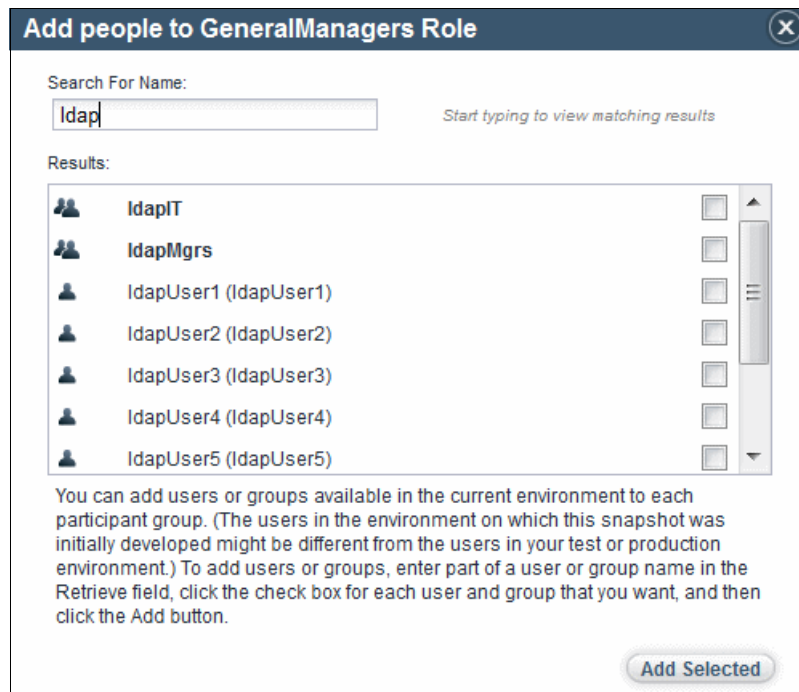 Add people to GeneralManagers Role
Search For Name:
ldap
Start typing to view matching results
Results:
ldapIT
ldapMgrs
ldapUser1 (ldapUser1)
ldapUser2 (ldapUser2)
ldapUser3 (ldapUser3)
ldapUser4 (ldapUser4)
ldapUser5 (ldapUser5)
You can add users or groups available in the current environment to each
participant group. (The users in the environment on which this snapshot was
initially developed might be different from the users in your test or production
environment.) To add users or groups, enter part of a user or group name in the
Retrieve field, click the check box for each user and group that you want, and then
click the Add button.
Add Selected